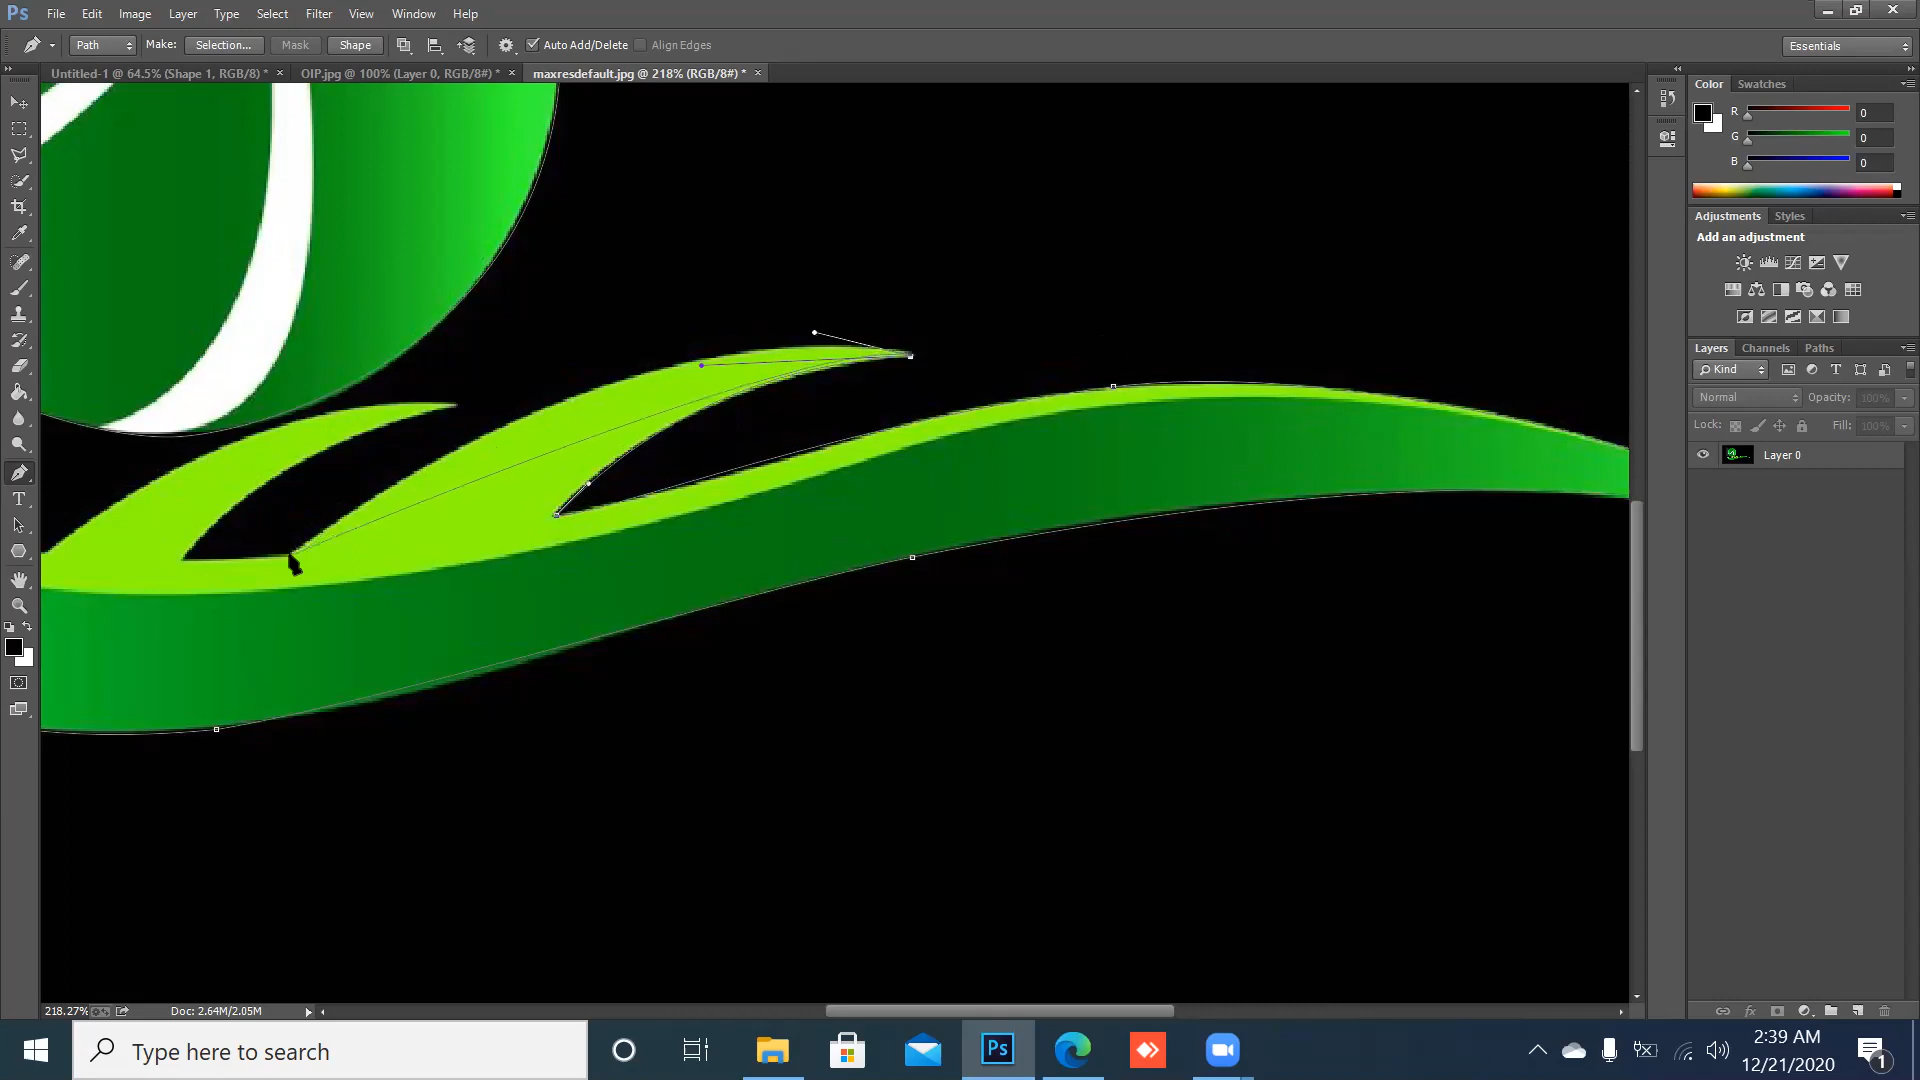 Ps File Edit Image Layer Type Select Filter View Window Help
Path Make: Selection... Mask Shape Auto Add/Delete Align Edges Essentials
Untitled-1 @ 64.5% (Shape 1, RGB/8) * × OIP.jpg @ 100% (Layer 0, RGB/8#) * × maxresdefault.jpg @ 218% (RGB/8#) * ×
Color Swatches
R 0
G 0
B 0
Adjustments Styles
Add an adjustment
Layers Channels Paths
Kind
Normal Opacity: 100%
Lock: Fill: 100%
Layer 0
T
218.27% Doc: 2.64M/2.05M
Type here to search
Ps
2:39 AM
12/21/2020
1